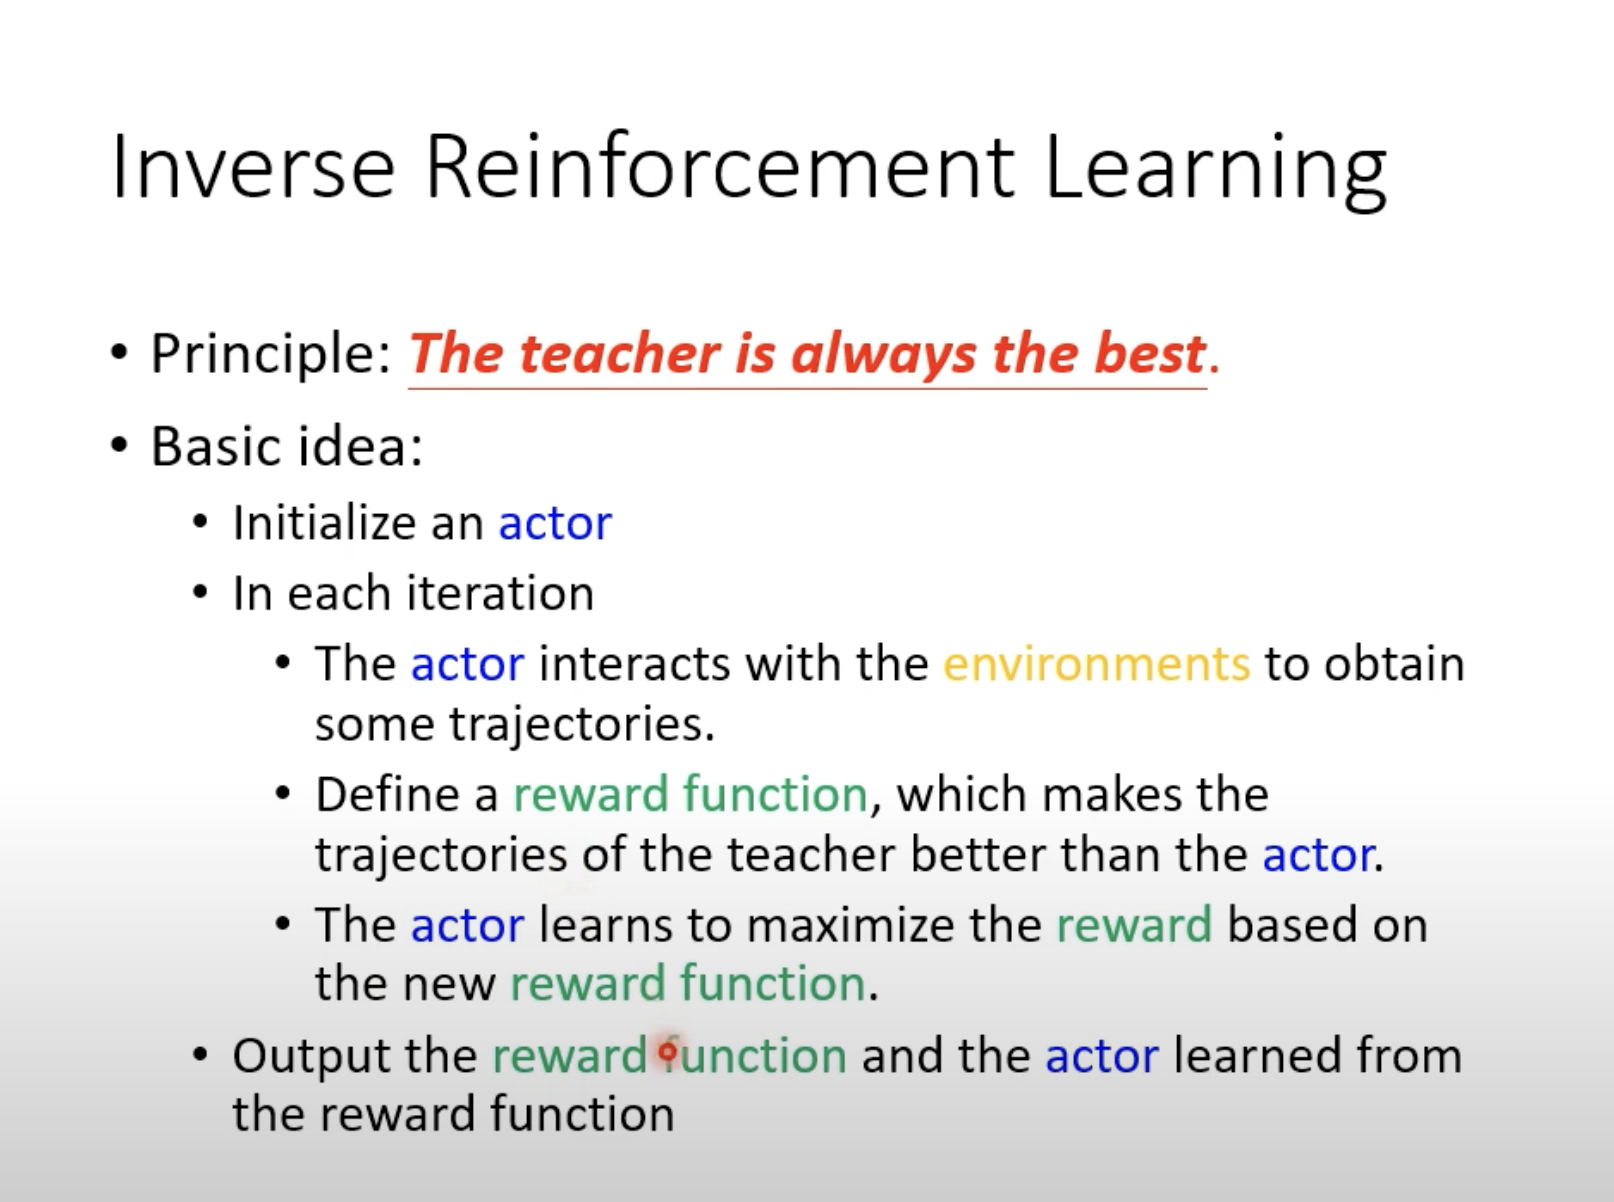 Inverse Reinforcement Learning
• Principle: The teacher is always the best.
• Basic idea:
• Initialize an actor
• In each iteration
• The actor interacts with the environments to obtain
some trajectories.
• Define a reward function, which makes the
trajectories of the teacher better than the actor.
• The actor learns to maximize the reward based on
the new reward function.
• Output the reward function and the actor learned from
the reward function